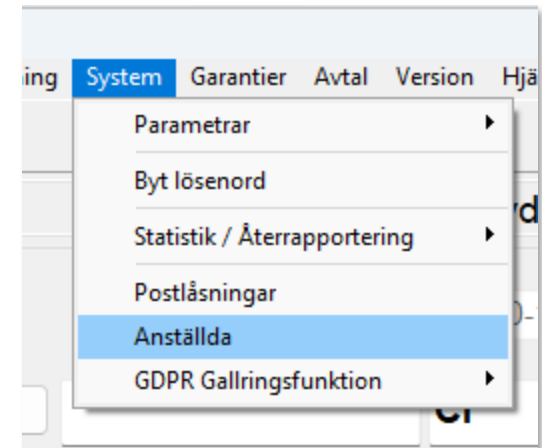 ing System Garantier Avtal Version Hjä
Parametrar
Byt lösenord
Statistik / Återrapportering
Postlåsningar
Anställda
GDPR Gallringsfunktion